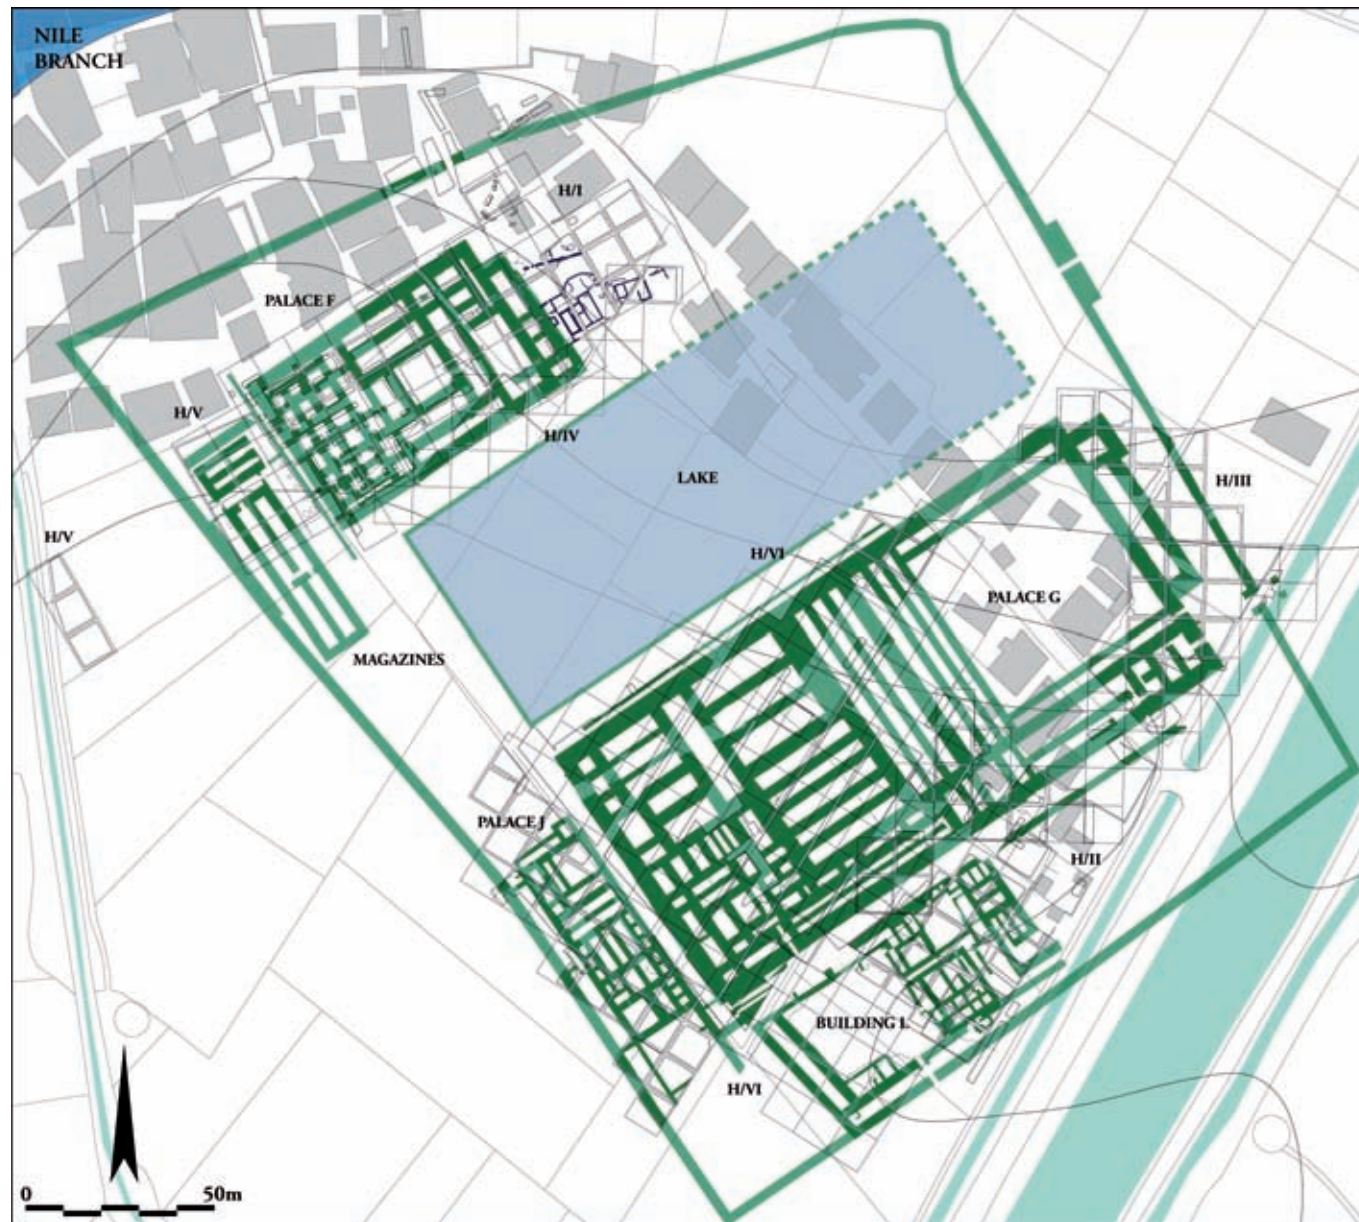 NILE
BRANCH
H/I
PALACE F
H/V
H/IV
LAKE
H/III
H/V
H/VI
PALACE G
MAGAZINES
PALACE J
H/II
BUILDING L
H/VI
0 50m